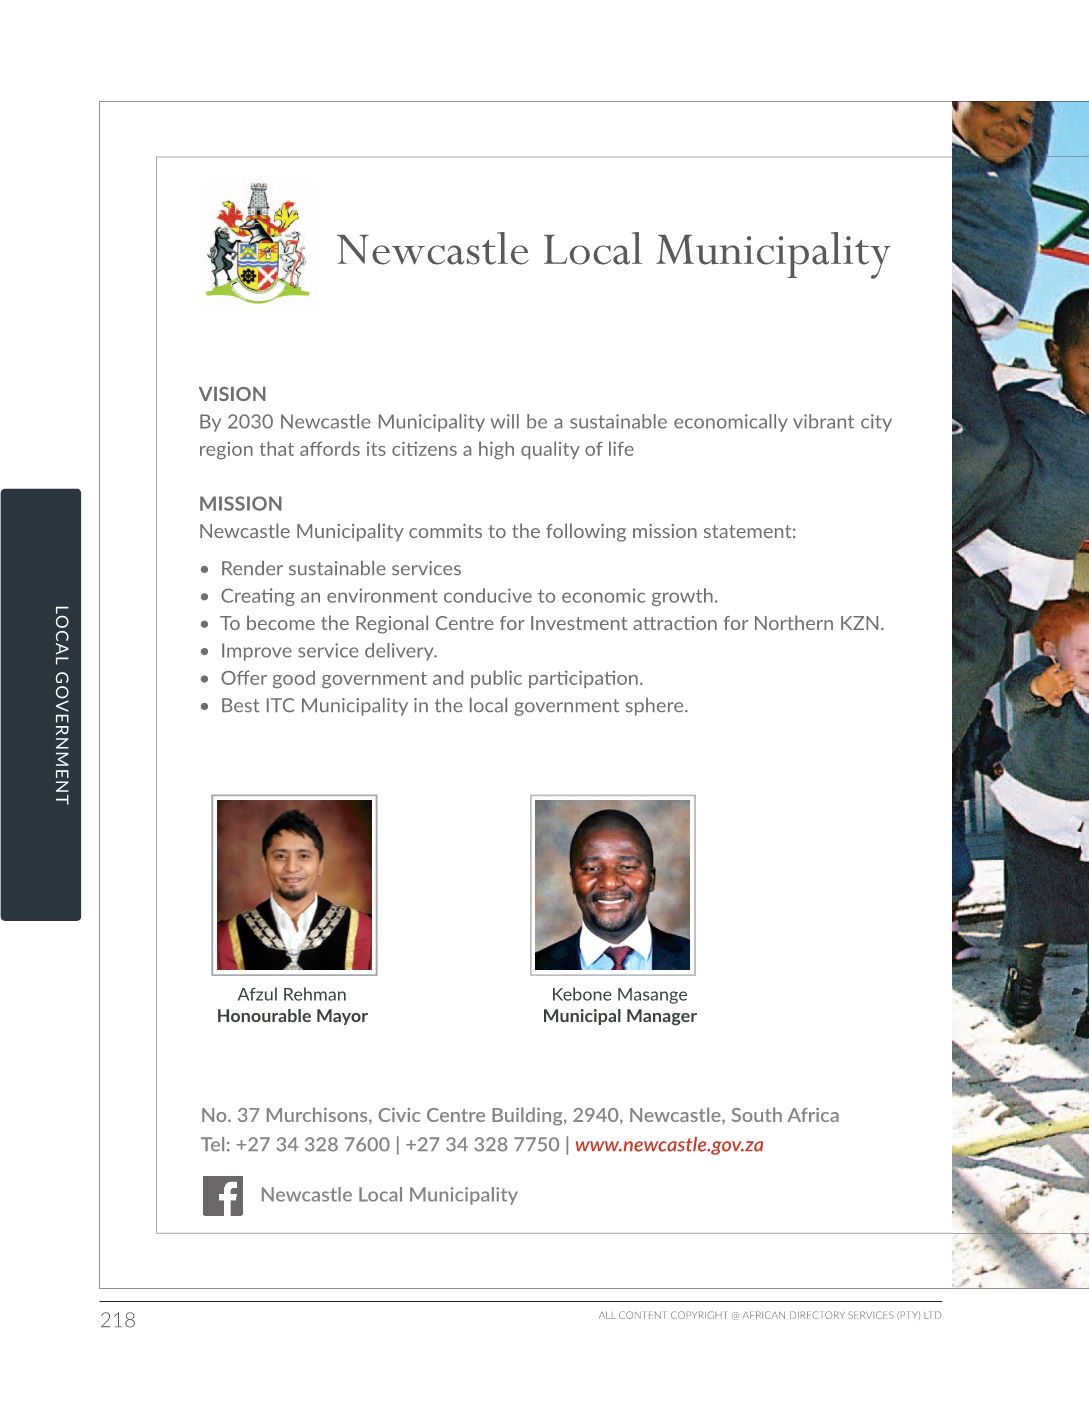 Newcastle Local Municipality
VISION
By 2030 Newcastle Municipality will be a sustainable economically vibrant city
region that affords its citizens a high quality of life
MISSION
Newcastle Municipality commits to the following mission statement:
• Render sustainable services
• Creating an environment conducive to economic growth.
• To become the Regional Centre for Investment attraction for Northern KZN.
• Improve service delivery.
• Offer good government and public participation.
• Best ITC Municipality in the local government sphere.
LOCAL GOVERNMENT
Afzul Rehman
Honourable Mayor
Kebone Masange
Municipal Manager
No. 37 Murchisons, Civic Centre Building, 2940, Newcastle, South Africa
Tel: +27 34 328 7600 | +27 34 328 7750 | www.newcastle.gov.za
Newcastle Local Municipality
218
ALL CONTENT COPYRIGHT @ AFRICAN DIRECTORY SERVICES (PTY) LTD